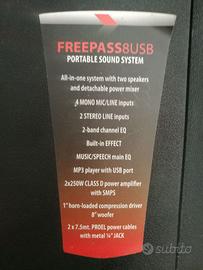 FREEPASS8USB
PORTABLE SOUND SYSTEM
All-in-one system with two speakers
and detachable power mixer
4 MONO MIC/LINE inputs
2 STEREO LINE inputs
2-band channel EQ
Built-in EFFECT
MUSIC/SPEECH main EQ
MP3 player with USB port
2x250W CLASS D power amplifier
with SMPS
1" horn-loaded compression driver
8" woofer
2 x 7.5mt. PROEL power cables
with metal ¼" JACK
subito